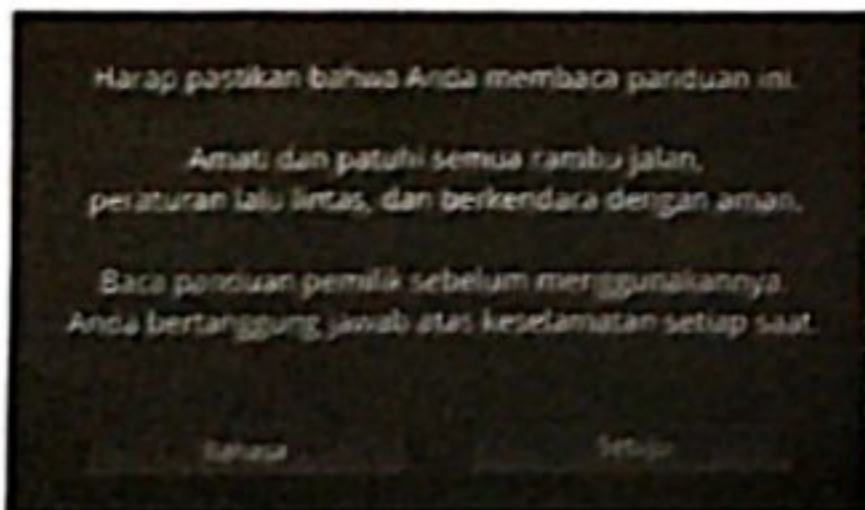 Harap pastikan bahwa Anda membaca panduan ini.
Amati dan patuhi semua rambu jalan,
peraturan lalu lintas, dan berkendara dengan aman.
Baca panduan pemilik sebelum menggunakannya.
Anda bertanggung jawab atas keselamatan setiap saat.
Bahasa
Setuju